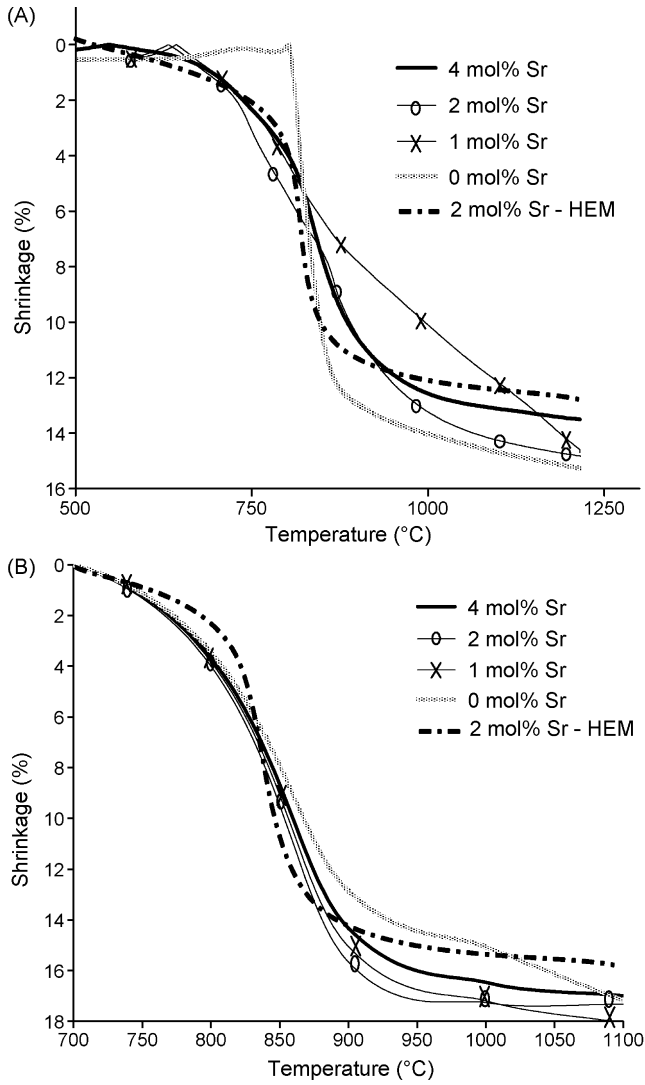 (A)
0
2
4
6
8
10
12
14
16
Shrinkage (%)
4 mol% Sr
2 mol% Sr
1 mol% Sr
0 mol% Sr
2 mol% Sr - HEM
500 750 1000 1250
Temperature (°C)
(B)
0
2
4
6
8
10
12
14
16
18
Shrinkage (%)
4 mol% Sr
2 mol% Sr
1 mol% Sr
0 mol% Sr
2 mol% Sr - HEM
700 750 800 850 900 950 1000 1050 1100
Temperature (°C)